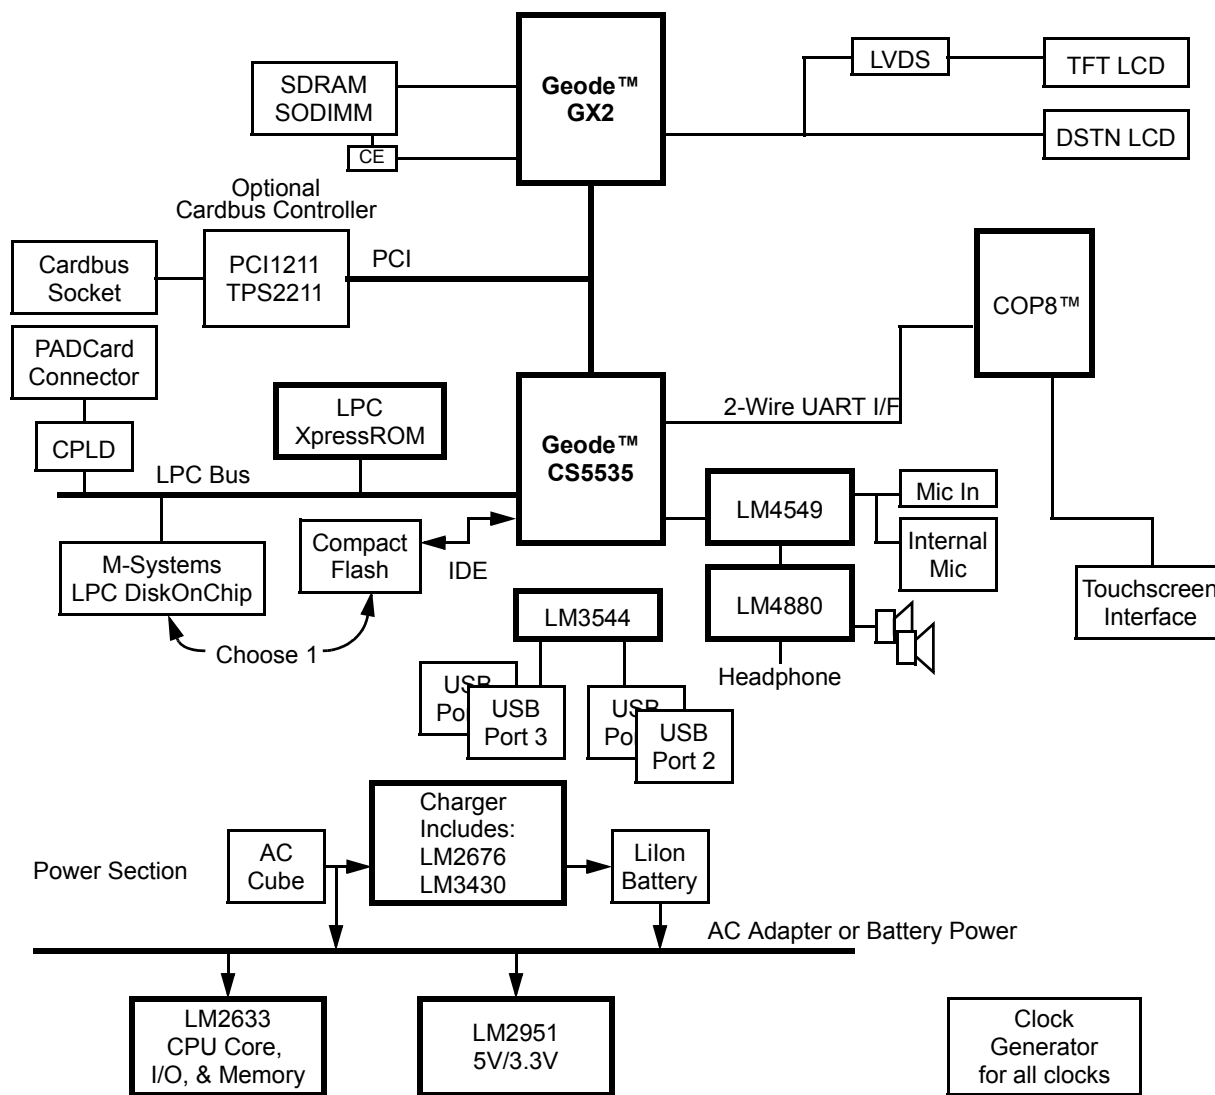 SDRAM
SODIMM
CE
Geode™
GX2
LVDS
TFT LCD
DSTN LCD
Optional
Cardbus Controller
Cardbus
Socket
PCI1211
TPS2211
PCI
COP8™
PADCard
Connector
CPLD
LPC
XpressROM
LPC Bus
Geode™
CS5535
2-Wire UART I/F
M-Systems
LPC DiskOnChip
Compact
Flash
IDE
Choose 1
LM4549
Mic In
Internal
Mic
LM4880
Headphone
Touchscreen
Interface
LM3544
USB
USB
Port 3
USB
USB
Port 2
Power Section
AC
Cube
Charger
Includes:
LM2676
LM3430
LiIon
Battery
AC Adapter or Battery Power
LM2633
CPU Core,
I/O, & Memory
LM2951
5V/3.3V
Clock
Generator
for all clocks